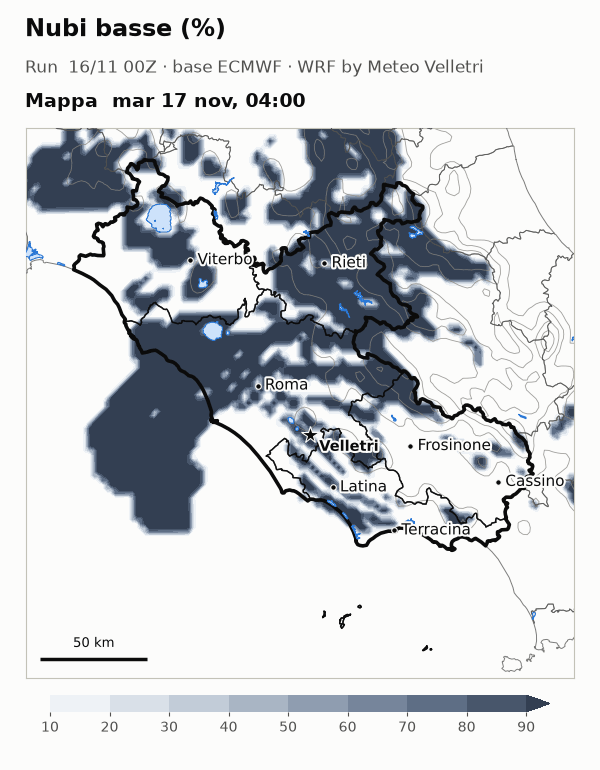 Nubi basse (%)
Run  16/11 00Z · base ECMWF · WRF by Meteo Velletri
Mappa  mar 17 nov, 04:00
Viterbo
Rieti
Roma
Velletri
Frosinone
Cassino
Latina
Terracina
50 km
10 20 30 40 50 60 70 80 90